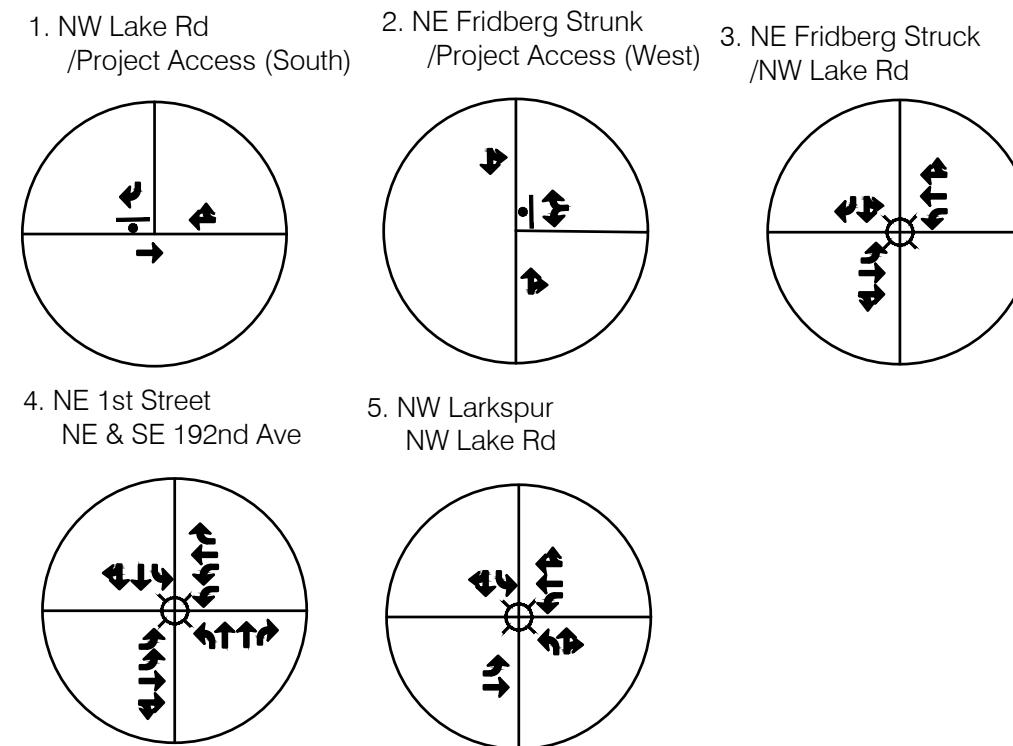 1. NW Lake Rd
/Project Access (South)
2. NE Fridberg Strunk
/Project Access (West)
3. NE Fridberg Struck
/NW Lake Rd
4. NE 1st Street
NE & SE 192nd Ave
5. NW Larkspur
NW Lake Rd